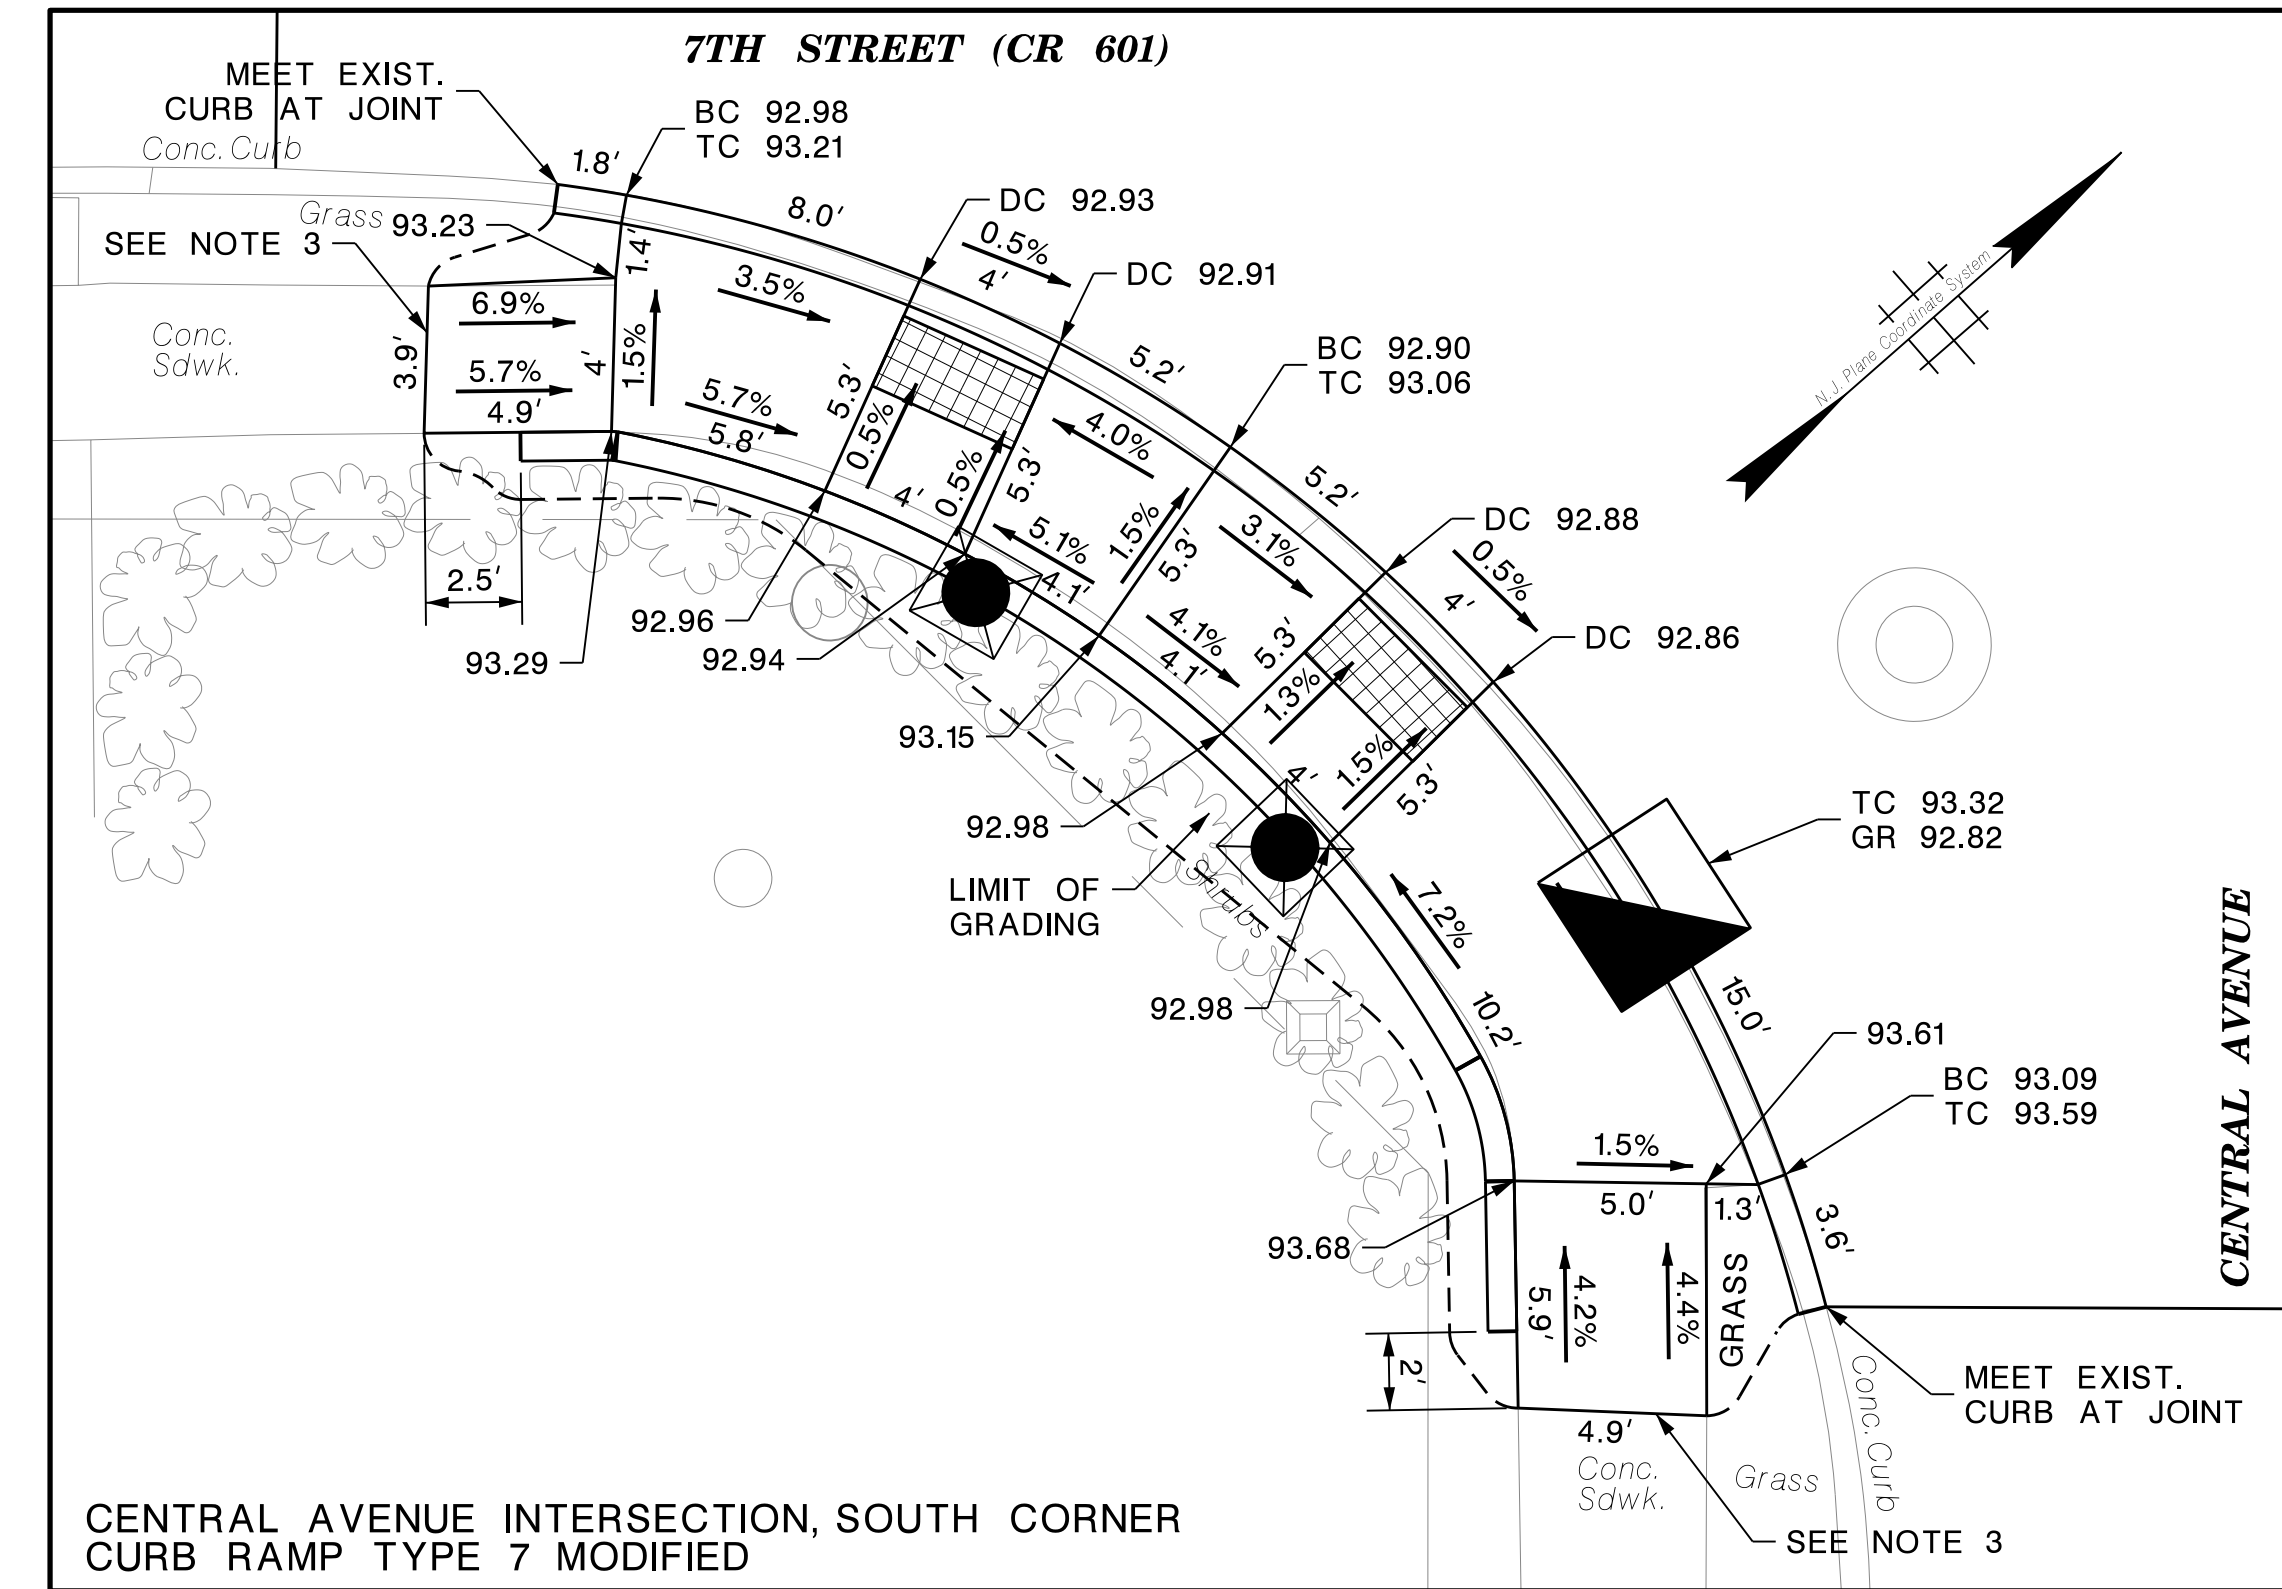 7TH STREET (CR 601)
MEET EXIST.
CURB AT JOINT
Conc. Curb
1.8'
BC 92.98
TC 93.21
8.0'
DC 92.93
0.5%
4'
DC 92.91
Grass
93.23
SEE NOTE 3
1.4'
3.5%
6.9%
Conc.
Sdwk.
3.9'
5.7%
4.9'
4'
1.5%
5.7%
5.8'
5.3'
0.5%
4'
0.5%
5.3'
5.2'
BC 92.90
TC 93.06
4.0%
5.1%
4.1'
1.5%
5.3'
5.2'
3.1%
4.1%
4.1'
DC 92.88
0.5%
4'
DC 92.86
5.3'
1.3%
4'
1.5%
5.3'
N.J. Plane Coordinate System
2.5'
92.96
92.94
93.29
93.15
92.98
LIMIT OF
GRADING
Shrubs
92.98
TC 93.32
GR 92.82
7.2%
10.2'
15.0'
93.61
BC 93.09
TC 93.59
CENTRAL AVENUE
1.5%
5.0'
1.3'
3.6'
93.68
4.2%
5.9'
4.4%
GRASS
2'
4.9'
Conc.
Sdwk.
Grass
Conc. Curb
MEET EXIST.
CURB AT JOINT
SEE NOTE 3
CENTRAL AVENUE INTERSECTION, SOUTH CORNER
CURB RAMP TYPE 7 MODIFIED